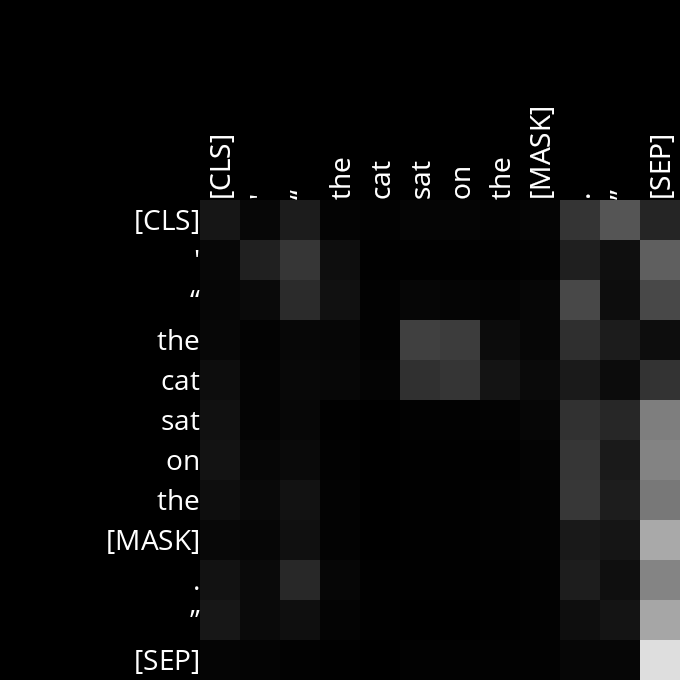 [CLS] ' “ the cat sat on the [MASK] . ” [SEP]
[CLS]
'
“
the
cat
sat
on
the
[MASK]
.
”
[SEP]